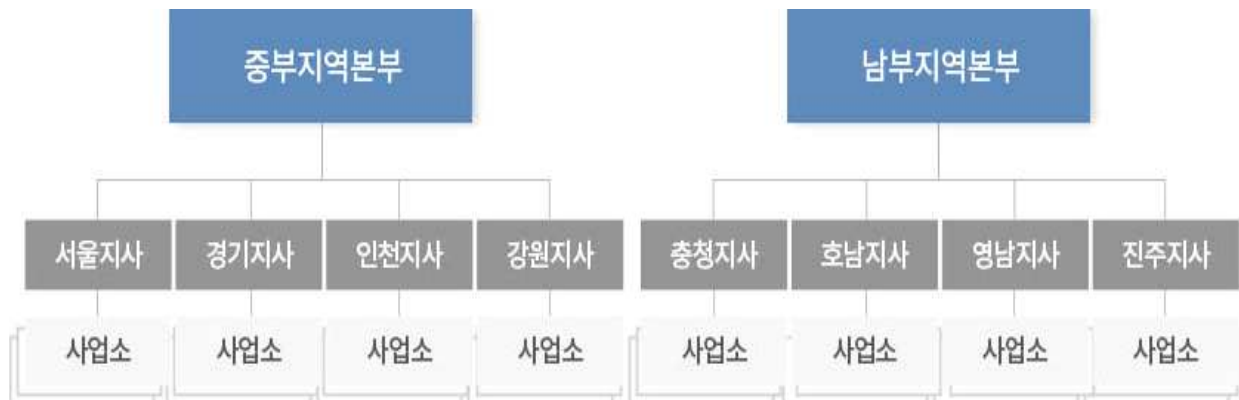 중부지역본부 남부지역본부
서울지사 경기지사 인천지사 강원지사 충청지사 호남지사 영남지사 진주지사
사업소 사업소 사업소 사업소 사업소 사업소 사업소 사업소